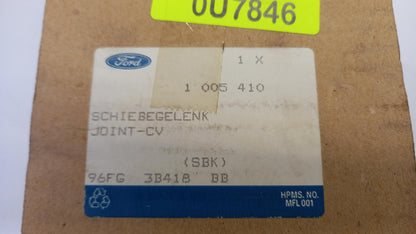 0U7846
Ford
1 X
1 005 410
SCHIEBEGELENK
JOINT-CV
(SBK)
96FG 3B418 BB
HPMS. NO.
MFL001